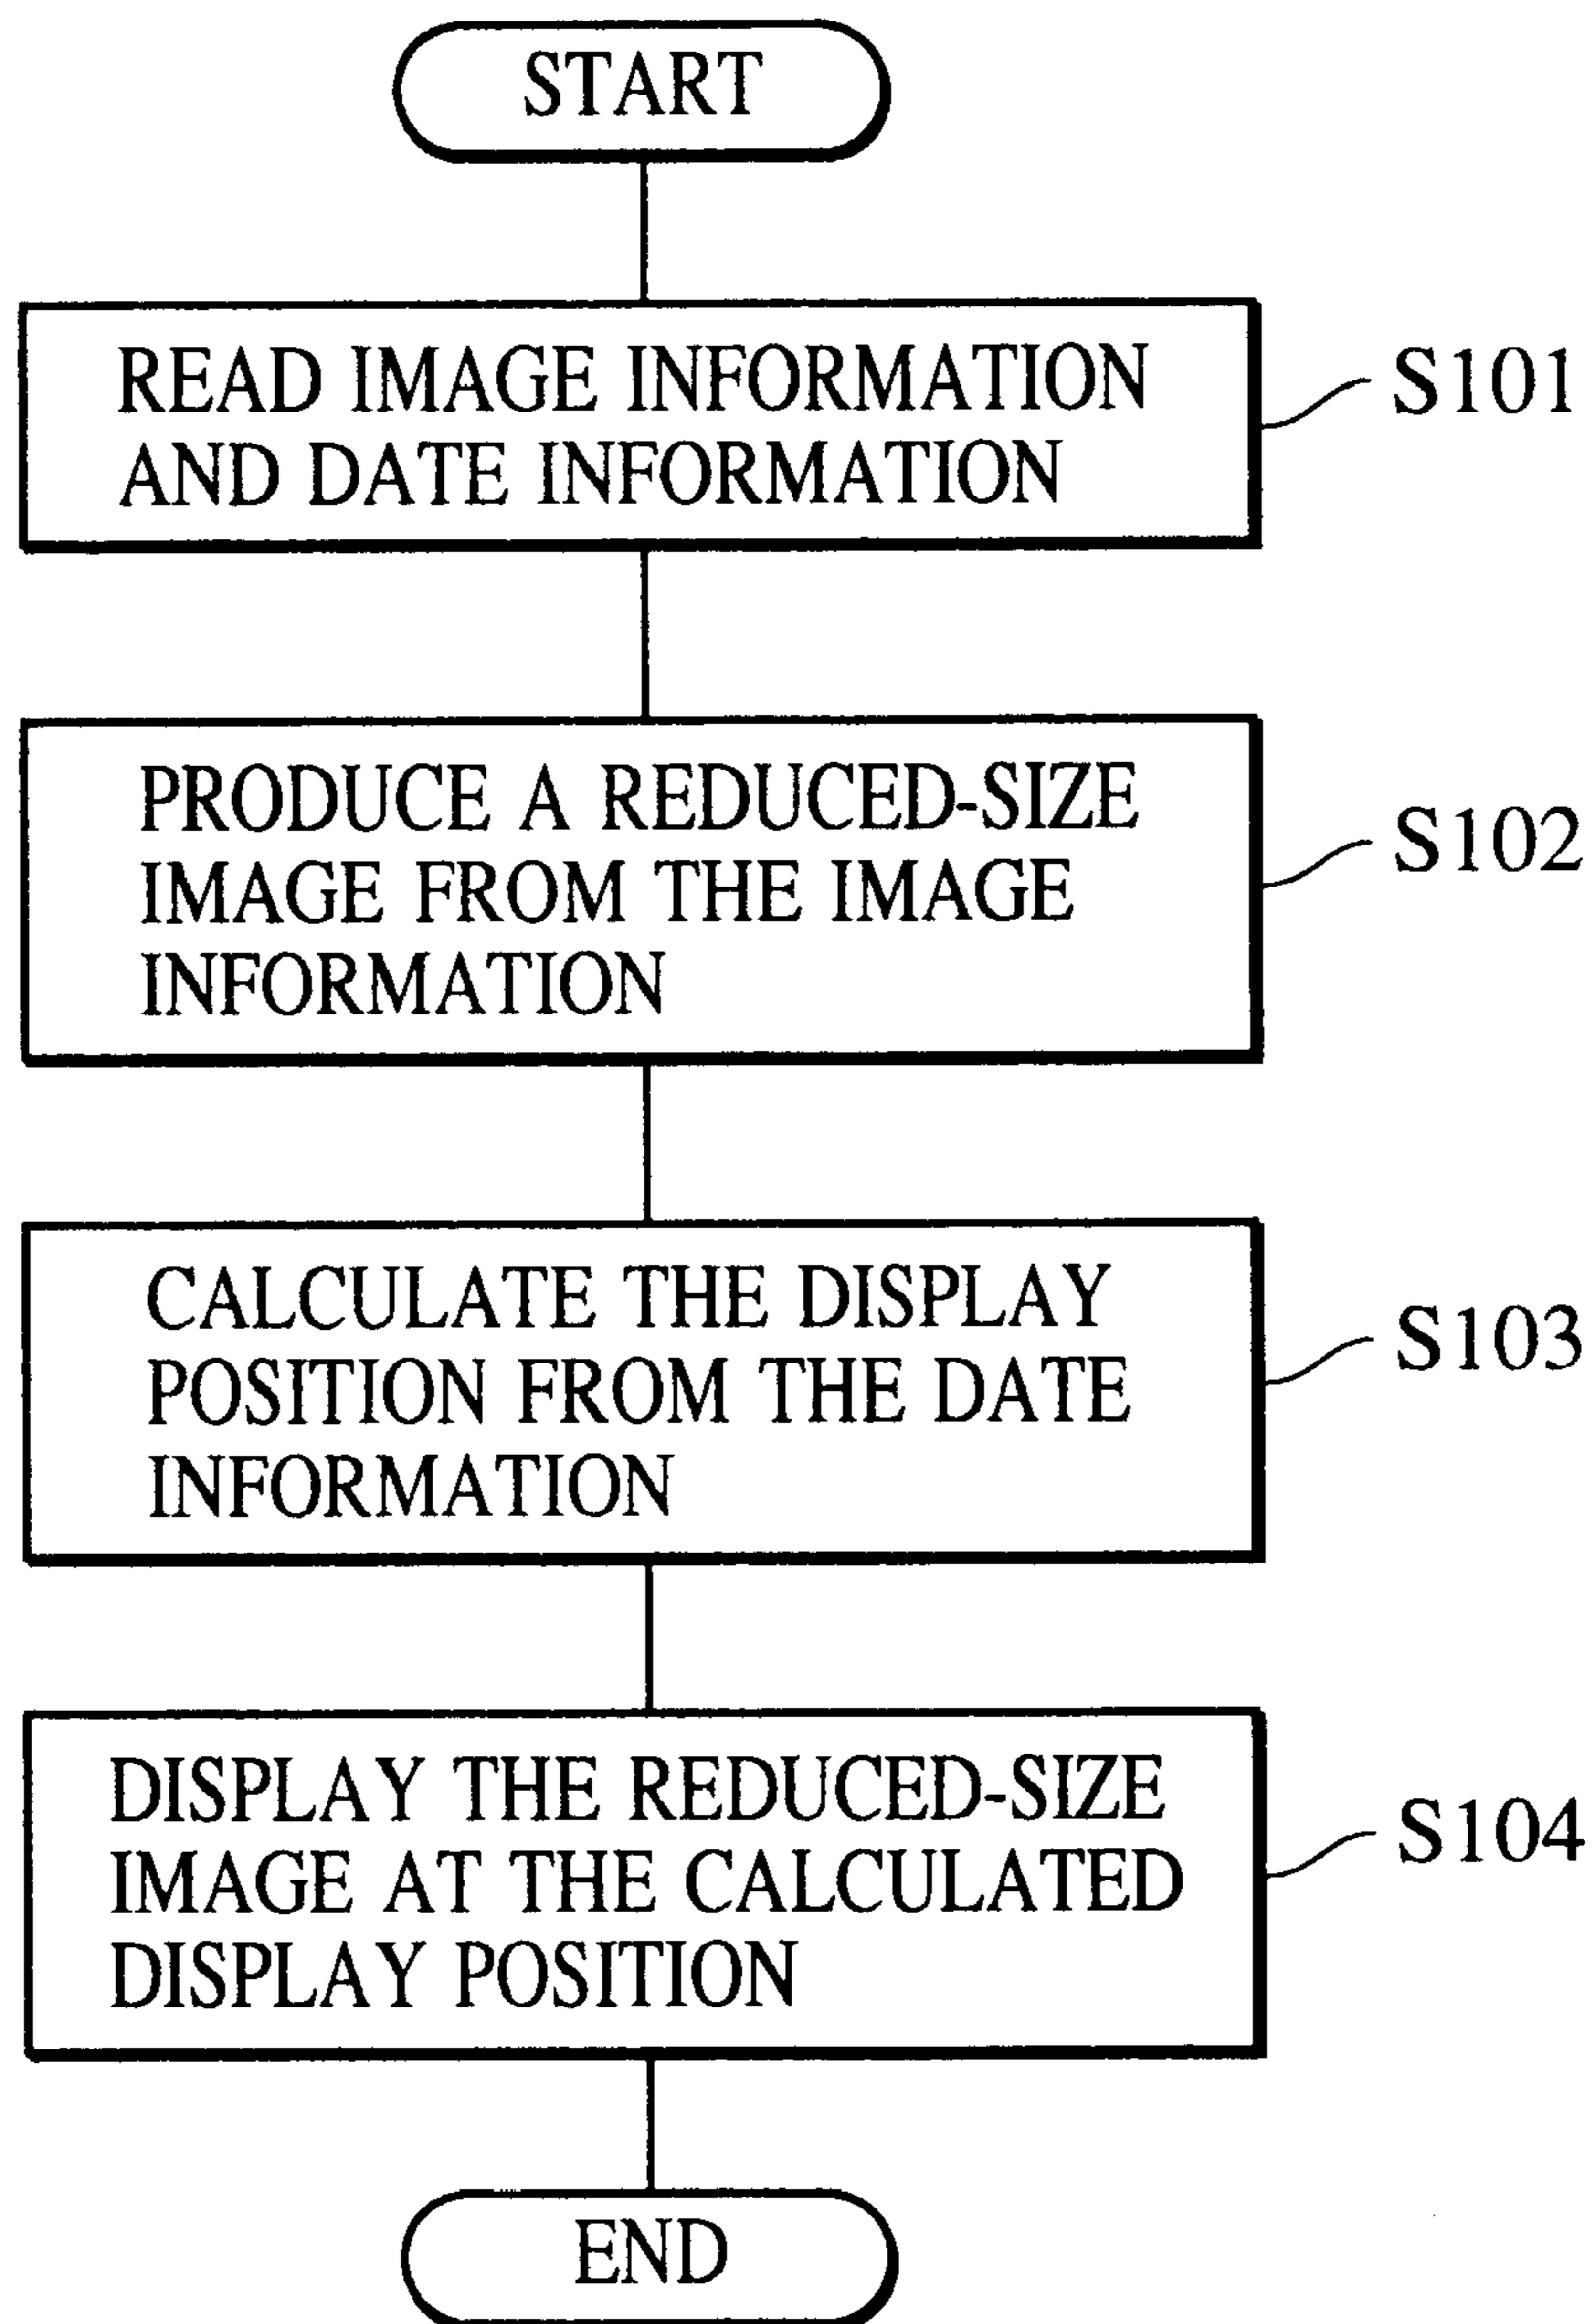 START
READ IMAGE INFORMATION
AND DATE INFORMATION
S101
PRODUCE A REDUCED-SIZE
IMAGE FROM THE IMAGE
INFORMATION
S102
CALCULATE THE DISPLAY
POSITION FROM THE DATE
INFORMATION
S103
DISPLAY THE REDUCED-SIZE
IMAGE AT THE CALCULATED
DISPLAY POSITION
S104
END